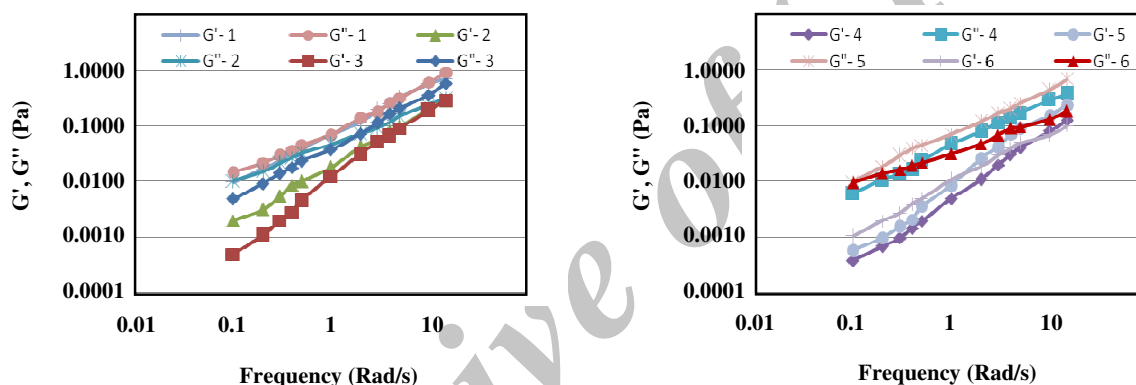 G'- 1 G''- 1 G'- 2
G''- 2 G'- 3 G''- 3
1.0000
0.1000
0.0100
0.0010
0.0001
0.01 0.1 1 10
G', G'' (Pa)
Frequency (Rad/s)
G'- 4 G''- 4 G'- 5
G''- 5 G'- 6 G''- 6
1.0000
0.1000
0.0100
0.0010
0.0001
0.01 0.1 1 10
G', G'' (Pa)
Frequency (Rad/s)
ive of